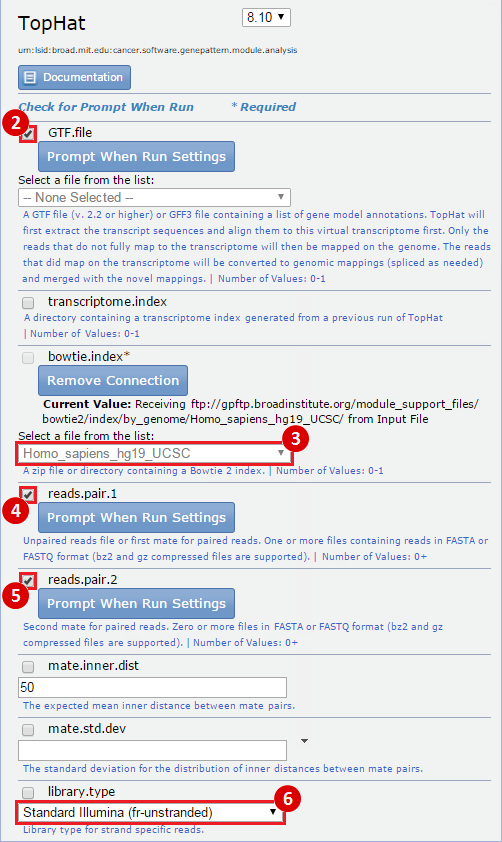 TopHat
8.10
urn:lsid:broad.mit.edu:cancer.software.genepattern.module.analysis
Documentation
Check for Prompt When Run * Required
2
GTF.file
Prompt When Run Settings
Select a file from the list:
-- None Selected --
A GTF file (v. 2.2 or higher) or GFF3 file containing a list of gene model annotations. TopHat will
first extract the transcript sequences and align them to this virtual transcriptome first. Only the
reads that do not fully map to the transcriptome will then be mapped on the genome. The reads
that did map on the transcriptome will be converted to genomic mappings (spliced as needed)
and merged with the novel mappings. | Number of Values: 0-1
transcriptome.index
A directory containing a transcriptome index generated from a previous run of TopHat
| Number of Values: 0-1
bowtie.index*
Remove Connection
Current Value: Receiving ftp://gpftp.broadinstitute.org/module_support_files/
bowtie2/index/by_genome/Homo_sapiens_hg19_UCSC/ from Input File
Select a file from the list:
3
Homo_sapiens_hg19_UCSC
A zip file or directory containing a Bowtie 2 index. | Number of Values: 0-1
4
reads.pair.1
Prompt When Run Settings
Unpaired reads file or first mate for paired reads. One or more files containing reads in FASTA or
FASTQ format (bz2 and gz compressed files are supported). | Number of Values: 0+
5
reads.pair.2
Prompt When Run Settings
Second mate for paired reads. Zero or more files in FASTA or FASTQ format (bz2 and gz
compressed files are supported). | Number of Values: 0+
mate.inner.dist
50
The expected mean inner distance between mate pairs.
mate.std.dev
The standard deviation for the distribution of inner distances between mate pairs.
library.type
6
Standard Illumina (fr-unstranded)
Library type for strand specific reads.